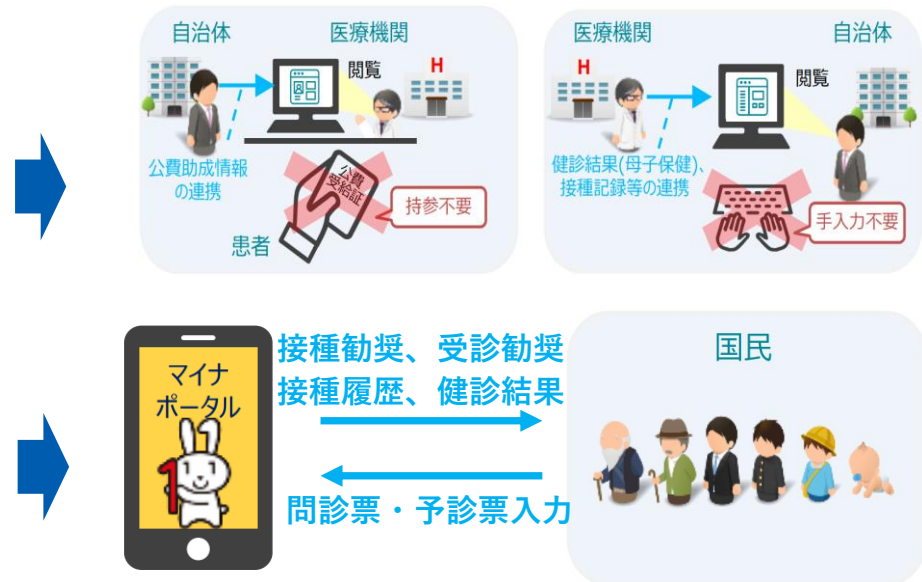 自治体
医療機関
閲覧
H
公費助成情報
の連携
公費
受給証
持参不要
患者
医療機関
自治体
H
閲覧
健診結果(母子保健)、
接種記録等の連携
手入力不要
マイナ
ポータル
1
接種勧奨、受診勧奨
接種履歴、健診結果
問診票・予診票入力
国民